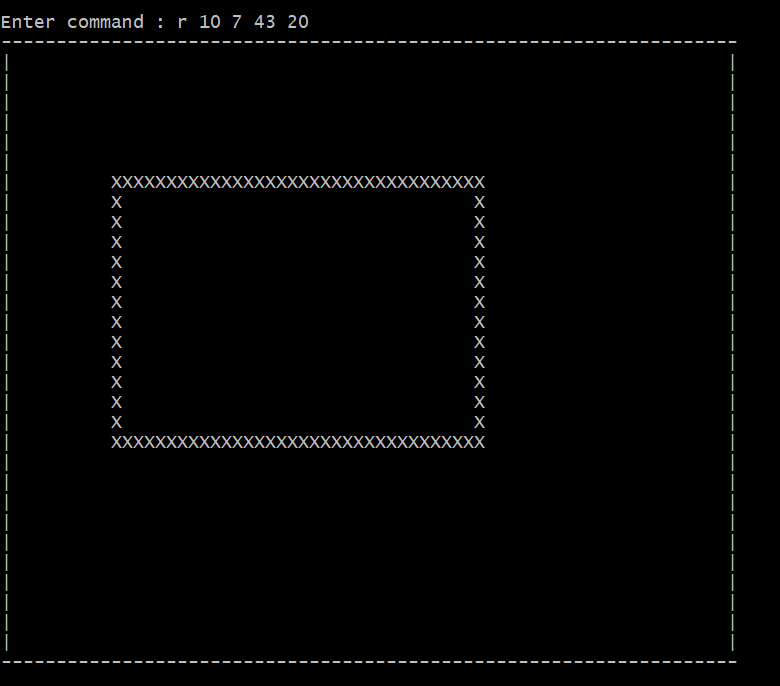 Enter command : r 10 7 43 20
-------------------------------------------------------------------
|                                                                 |
|                                                                 |
|                                                                 |
|                                                                 |
|                                                                 |
|                                                                 |
|         XXXXXXXXXXXXXXXXXXXXXXXXXXXXXXXXXX                      |
|         X                                X                      |
|         X                                X                      |
|         X                                X                      |
|         X                                X                      |
|         X                                X                      |
|         X                                X                      |
|         X                                X                      |
|         X                                X                      |
|         X                                X                      |
|         X                                X                      |
|         X                                X                      |
|         X                                X                      |
|         XXXXXXXXXXXXXXXXXXXXXXXXXXXXXXXXXX                      |
|                                                                 |
|                                                                 |
|                                                                 |
|                                                                 |
|                                                                 |
|                                                                 |
|                                                                 |
|                                                                 |
|                                                                 |
|                                                                 |
-------------------------------------------------------------------